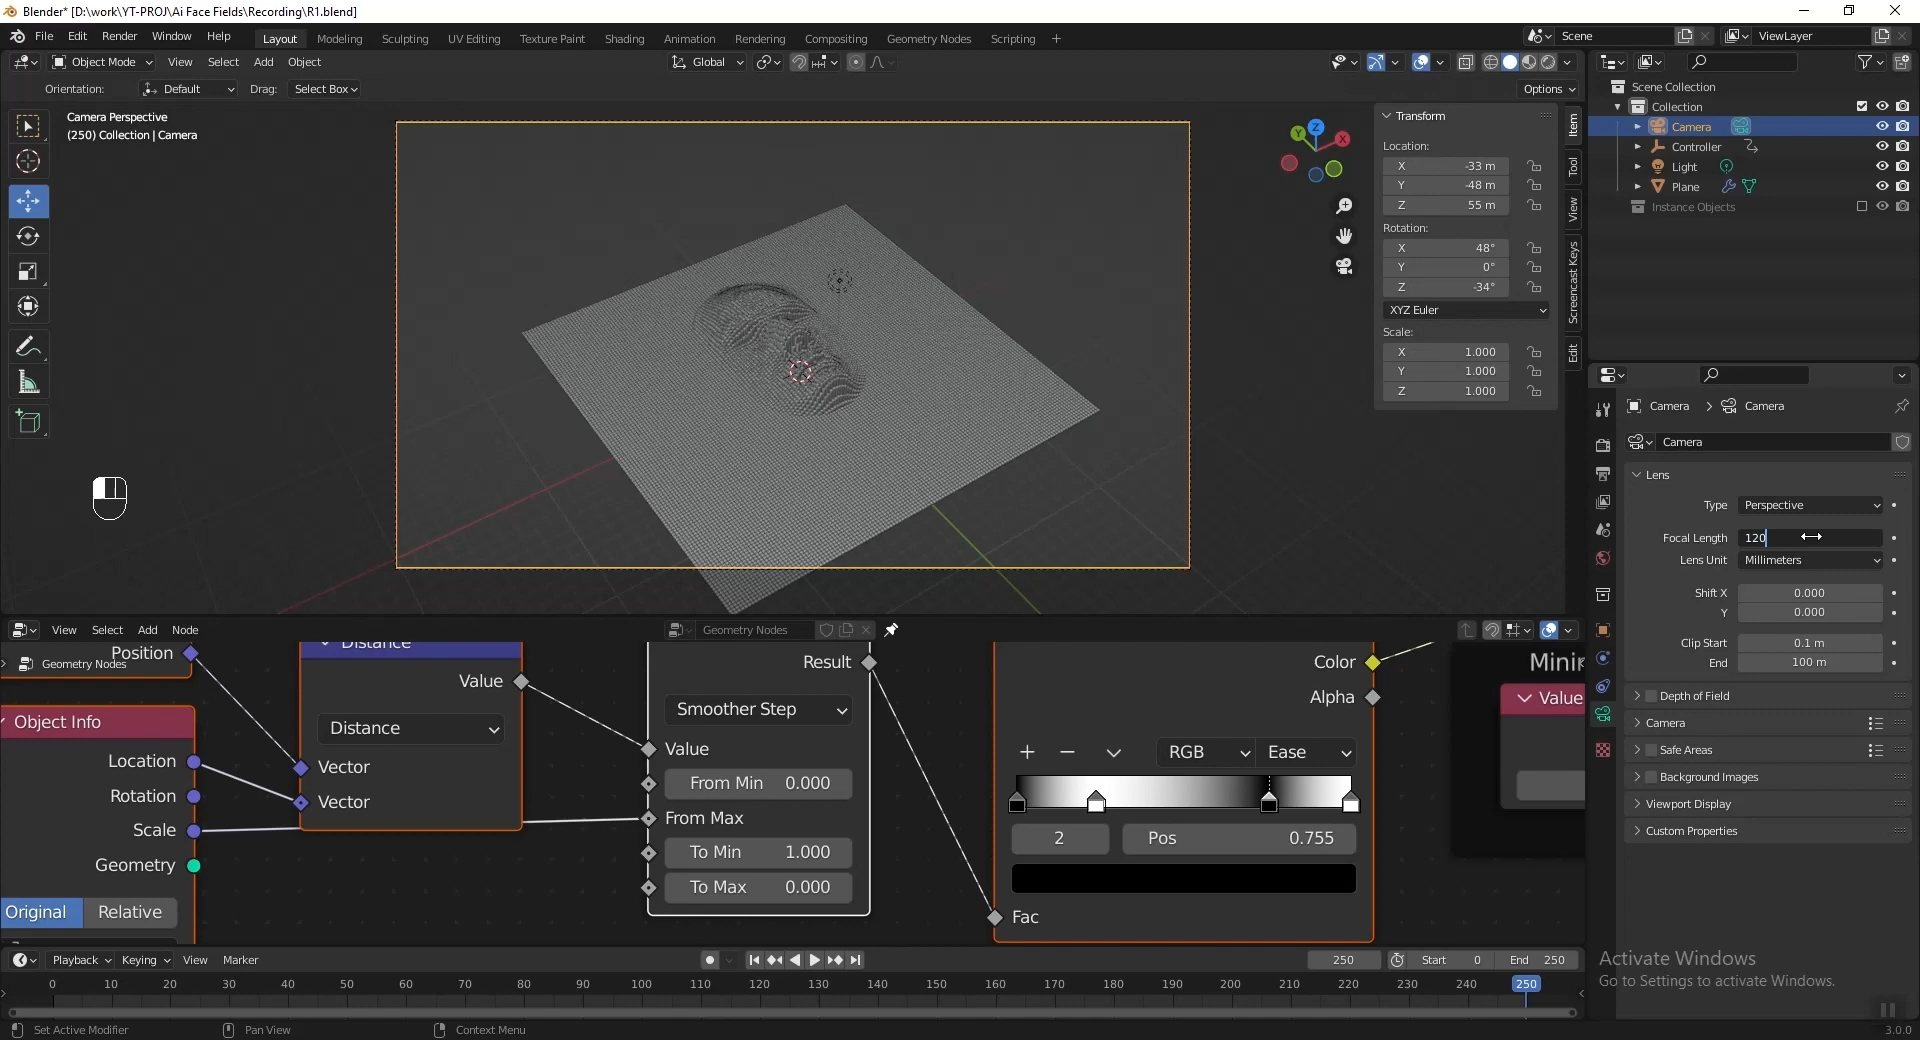 Blender* [D:\work\YT-PROJ\Ai Face Fields\Recording\R1.blend]
File Edit Render Window Help Layout Modeling Sculpting UV Editing Texture Paint Shading Animation Rendering Compositing Geometry Nodes Scripting + Scene ViewLayer
Object Mode View Select Add Object Global
Orientation: Default Drag: Select Box Options
Camera Perspective
(250) Collection | Camera
Transform
Location:
X -33 m
Y -48 m
Z 55 m
Rotation:
X 48°
Y 0°
Z -34°
XYZ Euler
Scale:
X 1.000
Y 1.000
Z 1.000
Item
Tool
View
Screencast Keys
Edit
X
Y
Z
Scene Collection
Collection
Camera
Controller
Light
Plane
Instance Objects
Camera > Camera
Camera
Lens
Type Perspective
Focal Length 120
Lens Unit Millimeters
Shift X 0.000
Y 0.000
Clip Start 0.1 m
End 100 m
Depth of Field
Camera
Safe Areas
Background Images
Viewport Display
Custom Properties
View Select Add Node Geometry Nodes
Position
Geometry Nodes
Object Info
Location
Rotation
Scale
Geometry
Original Relative
Distance
Value
Distance
Vector
Vector
Result
Smoother Step
Value
From Min 0.000
From Max
To Min 1.000
To Max 0.000
Color
Alpha
+ − RGB Ease
2 Pos 0.755
Fac
Value
Playback Keying View Marker 250 Start 0 End 250
0 10 20 30 40 50 60 70 80 90 100 110 120 130 140 150 160 170 180 190 200 210 220 230 240 250
Activate Windows
Go to Settings to activate Windows.
Set Active Modifier Pan View Context Menu 3.0.0